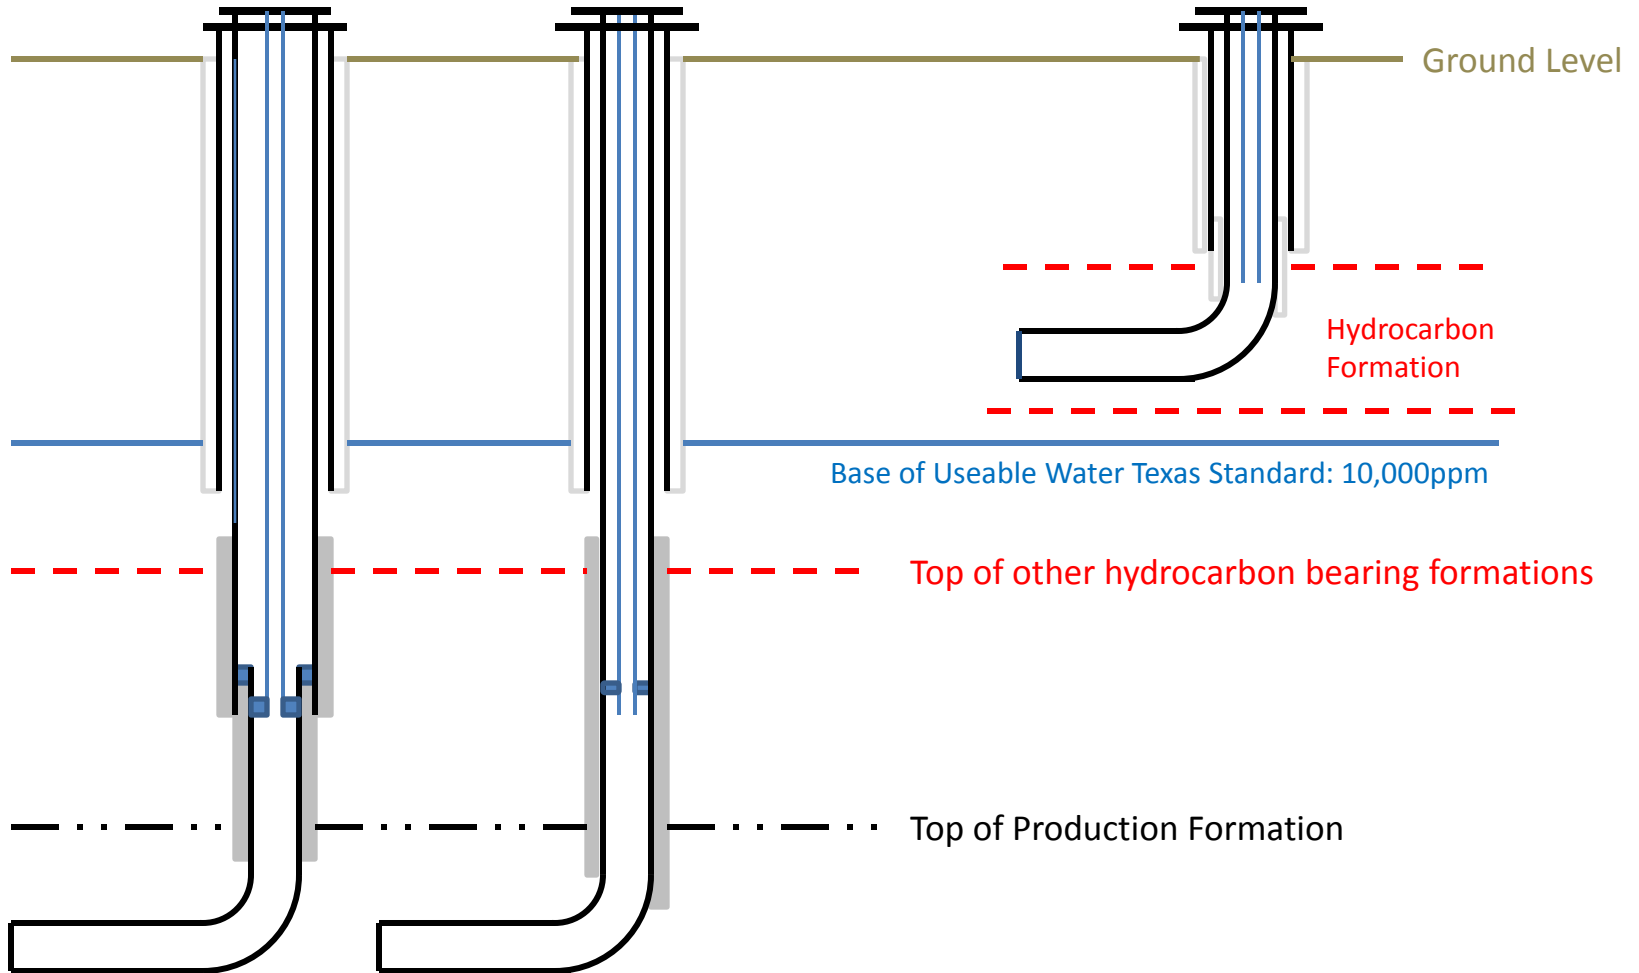 Ground Level
Hydrocarbon
Formation
Base of Useable Water Texas Standard: 10,000ppm
Top of other hydrocarbon bearing formations
Top of Production Formation